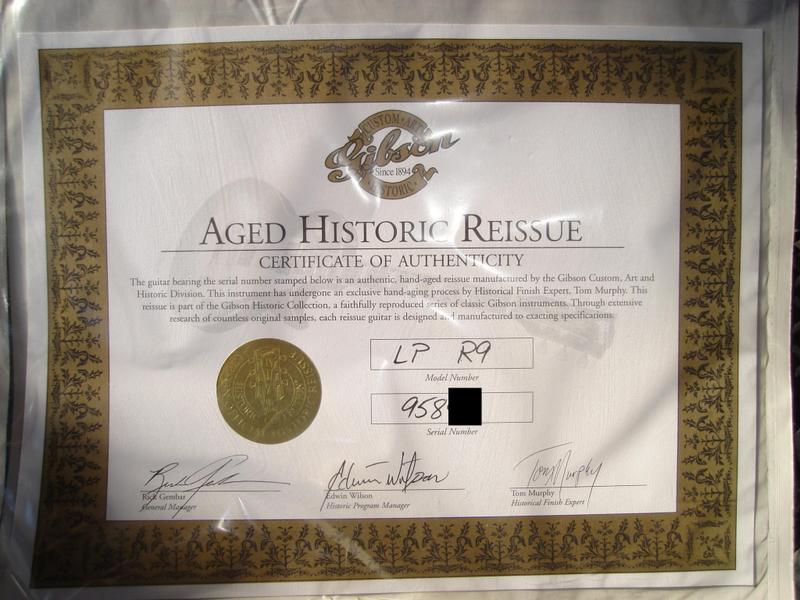 CUSTOM • ART
Gibson
Since 1894
HISTORIC
AGED HISTORIC REISSUE
CERTIFICATE OF AUTHENTICITY
The guitar bearing the serial number stamped below is an authentic, hand-aged reissue manufactured by the Gibson Custom, Art and
Historic Division. This instrument has undergone an exclusive hand-aging process by Historical Finish Expert, Tom Murphy. This
reissue is part of the Gibson Historic Collection, a faithfully reproduced series of classic Gibson instruments. Through extensive
research of countless original samples, each reissue guitar is designed and manufactured to exacting specifications.
LP R9
Model Number
958
Serial Number
Edwin Wilson
Tom Murphy
Rick Gembar
General Manager
Edwin Wilson
Historic Program Manager
Tom Murphy
Historical Finish Expert